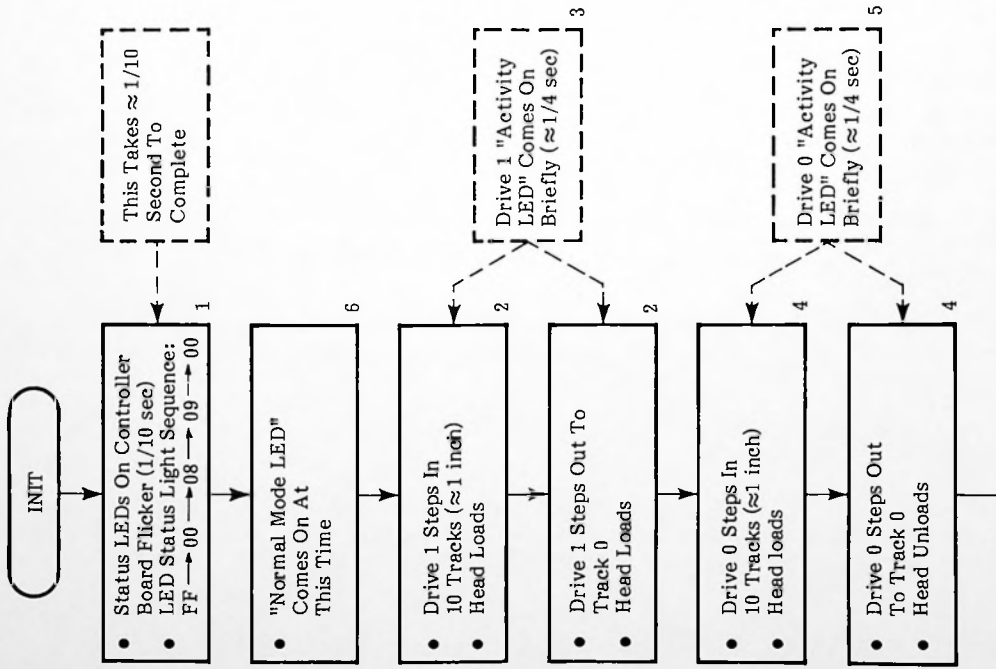 INIT
• Status LEDs On Controller
Board Flicker (1/10 sec)
• LED Status Light Sequence:
FF → 00 → 08 → 09 → 00
1
This Takes ≈ 1/10
Second To
Complete
• "Normal Mode LED"
Comes On At
This Time
6
• Drive 1 Steps In
10 Tracks (≈1 inch)
• Head Loads
2
Drive 1 "Activity
LED" Comes On
Briefly (≈1/4 sec)
3
• Drive 1 Steps Out To
Track 0
• Head Loads
2
• Drive 0 Steps In
10 Tracks (≈1 inch)
• Head loads
4
Drive 0 "Activity
LED" Comes On
Briefly (≈1/4 sec)
5
• Drive 0 Steps Out
To Track 0
• Head Unloads
4